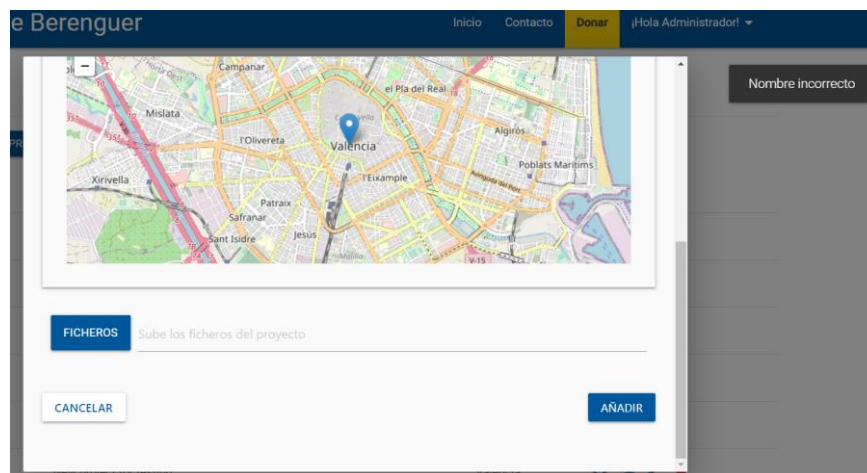 e Berenguer
Inicio Contacto Donar ¡Hola Administrador!
Nombre incorrecto
−
Campanar
el Pla del Real
Mislata
Algirós
l'Olivereta
València
Poblats Marítims
Xirivella
l'Eixample
Patraix
Safranar
Sant Isidre
Jesús
Malilla
V-15
FICHEROS Sube los ficheros del proyecto
CANCELAR AÑADIR